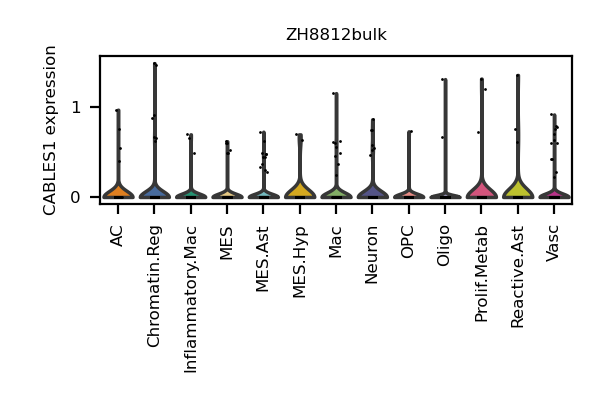 ZH8812bulk
CABLES1 expression
1
0
AC
Chromatin.Reg
Inflammatory.Mac
MES
MES.Ast
MES.Hyp
Mac
Neuron
OPC
Oligo
Prolif.Metab
Reactive.Ast
Vasc